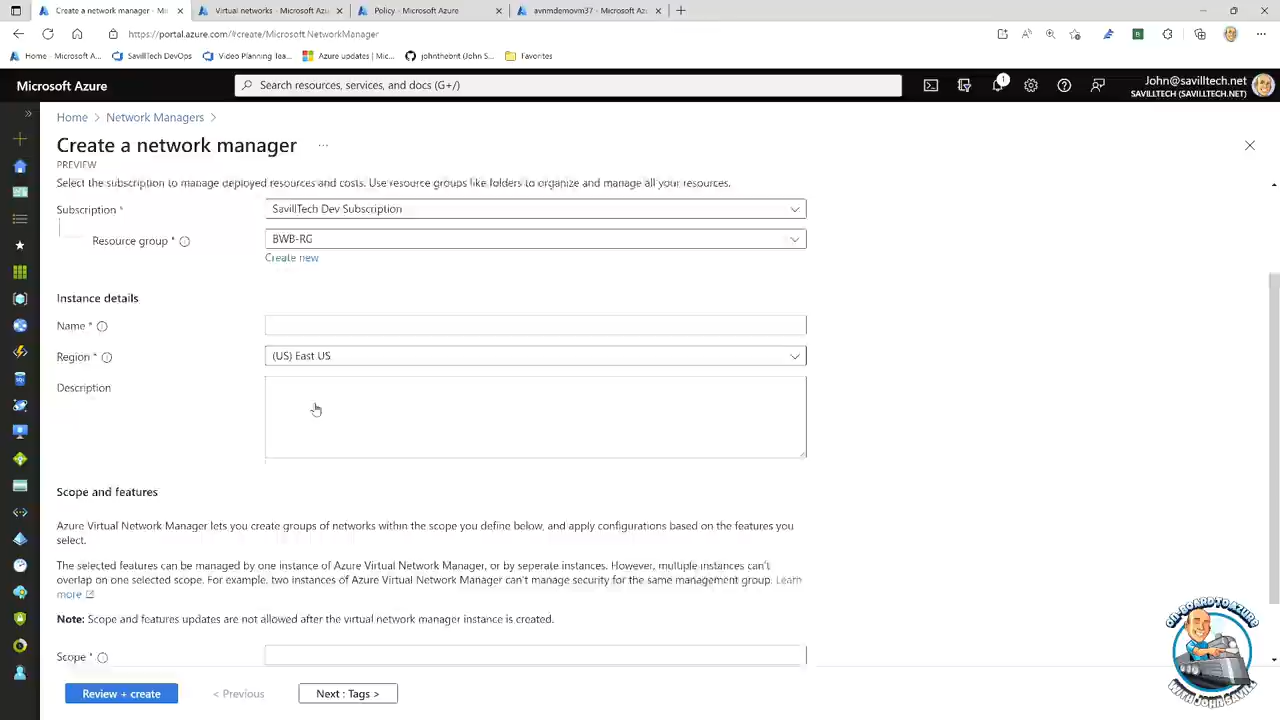 Create a network manager - Mi
Virtual networks - Microsoft Az
Policy - Microsoft Azure
avnmdemovm37 - Microsoft Az
https://portal.azure.com/#create/Microsoft.NetworkManager
Home - Microsoft A...
SavillTech DevOps
Video Planning Tea...
Azure updates | Mic...
johnthebrit (John S...
Favorites
Microsoft Azure
Search resources, services, and docs (G+/)
1
John@savilltech.net
SAVILLTECH (SAVILLTECH.NET)
Home > Network Managers >
Create a network manager ...
PREVIEW
Select the subscription to manage deployed resources and costs. Use resource groups like folders to organize and manage all your resources.
Subscription *
SavillTech Dev Subscription
Resource group *
BWB-RG
Create new
Instance details
Name *
Region *
(US) East US
Description
Scope and features
Azure Virtual Network Manager lets you create groups of networks within the scope you define below, and apply configurations based on the features you
select.
The selected features can be managed by one instance of Azure Virtual Network Manager, or by seperate instances. However, multiple instances can't
overlap on one selected scope. For example, two instances of Azure Virtual Network Manager can't manage security for the same management group. Learn
more
Note: Scope and features updates are not allowed after the virtual network manager instance is created.
Scope *
Review + create
< Previous
Next : Tags >
ON-BOARD TO AZURE
WITH JOHN SAVILL